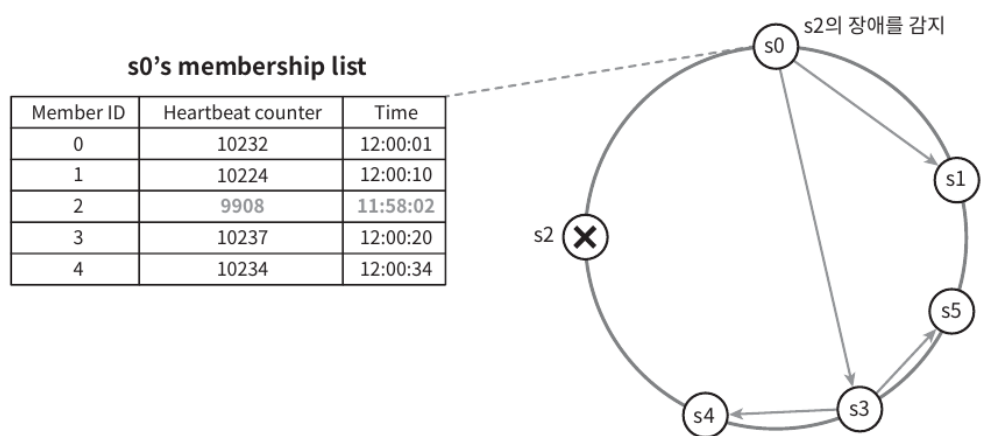 s0’s membership list
Member ID Heartbeat counter Time
0 10232 12:00:01
1 10224 12:00:10
2 9908 11:58:02
3 10237 12:00:20
4 10234 12:00:34
s2의 장애를 감지
s0
s1
s2
s5
s3
s4